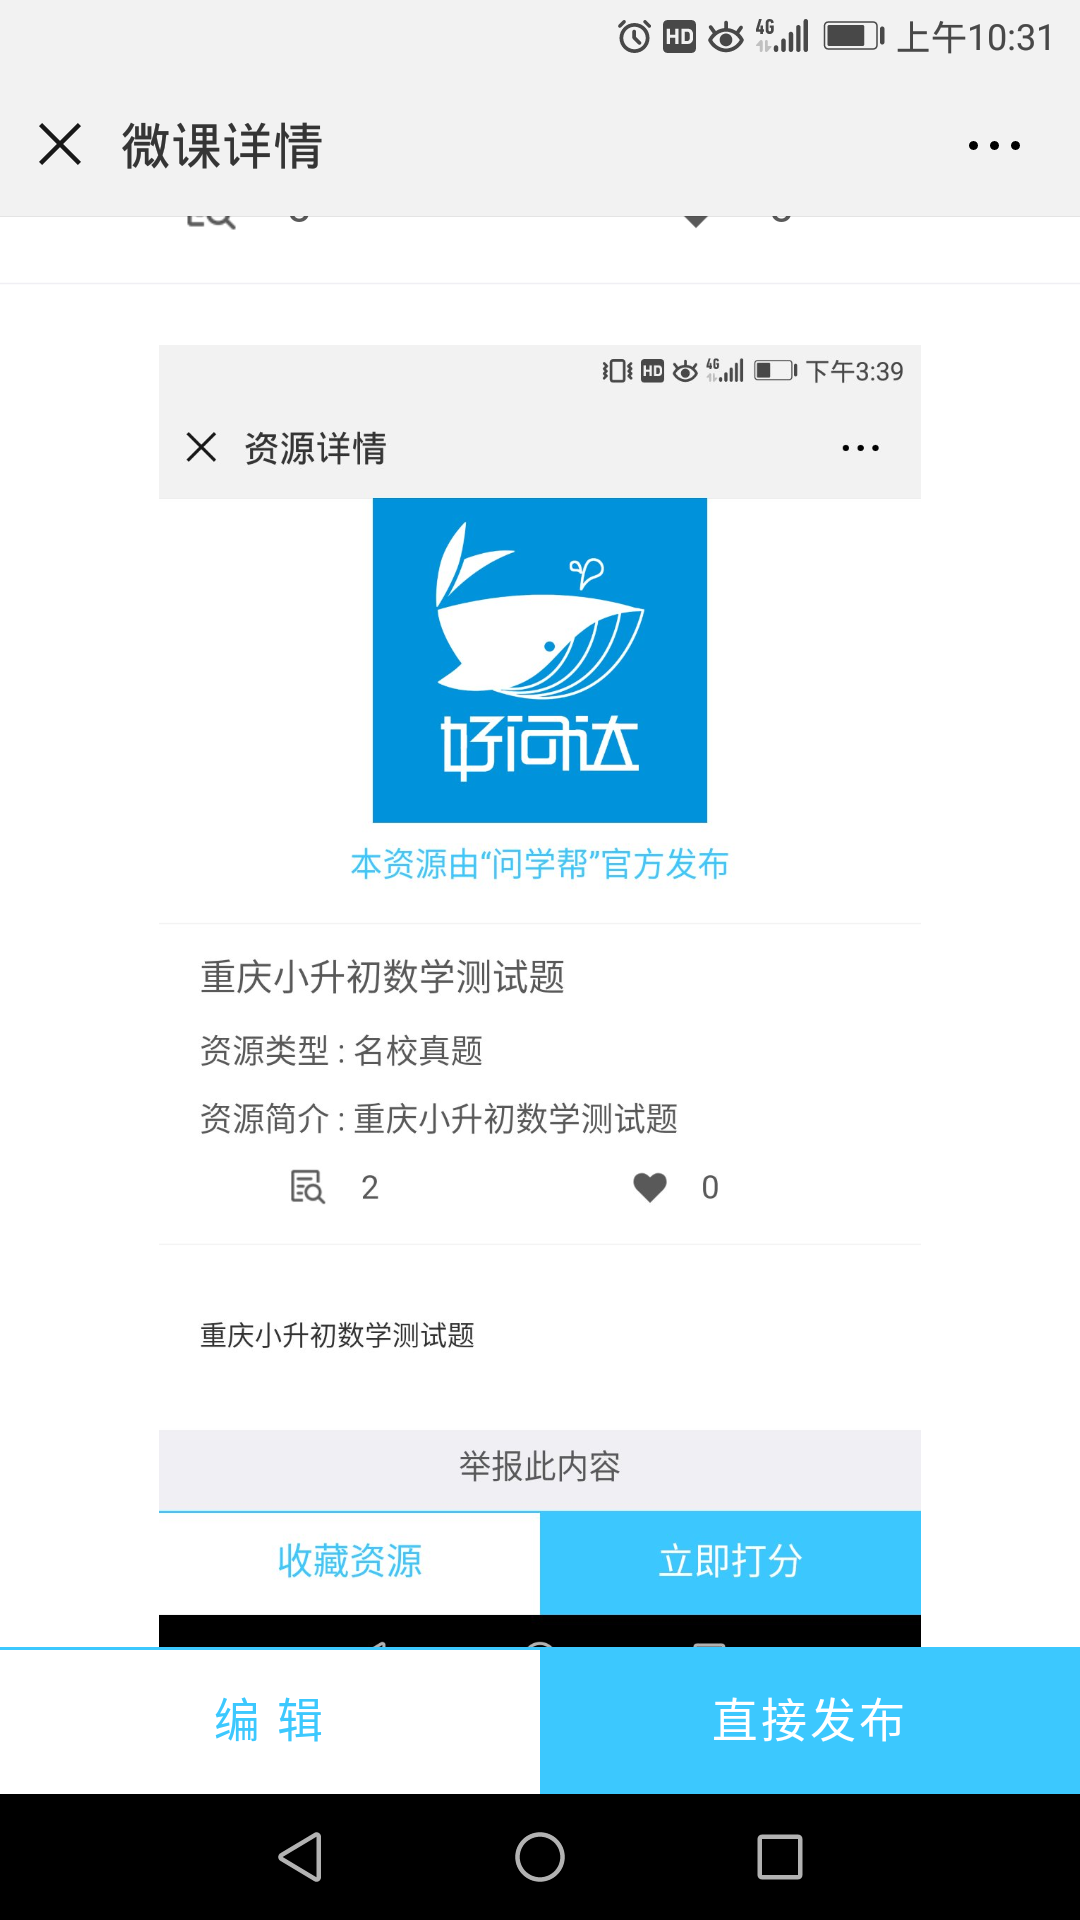 HD 4G 上午10:31
微课详情
HD 4G 下午3:39
资源详情
好问达
本资源由“问学帮”官方发布
重庆小升初数学测试题
资源类型 : 名校真题
资源简介 : 重庆小升初数学测试题
2 0
重庆小升初数学测试题
举报此内容
收藏资源 立即打分
编 辑 直接发布